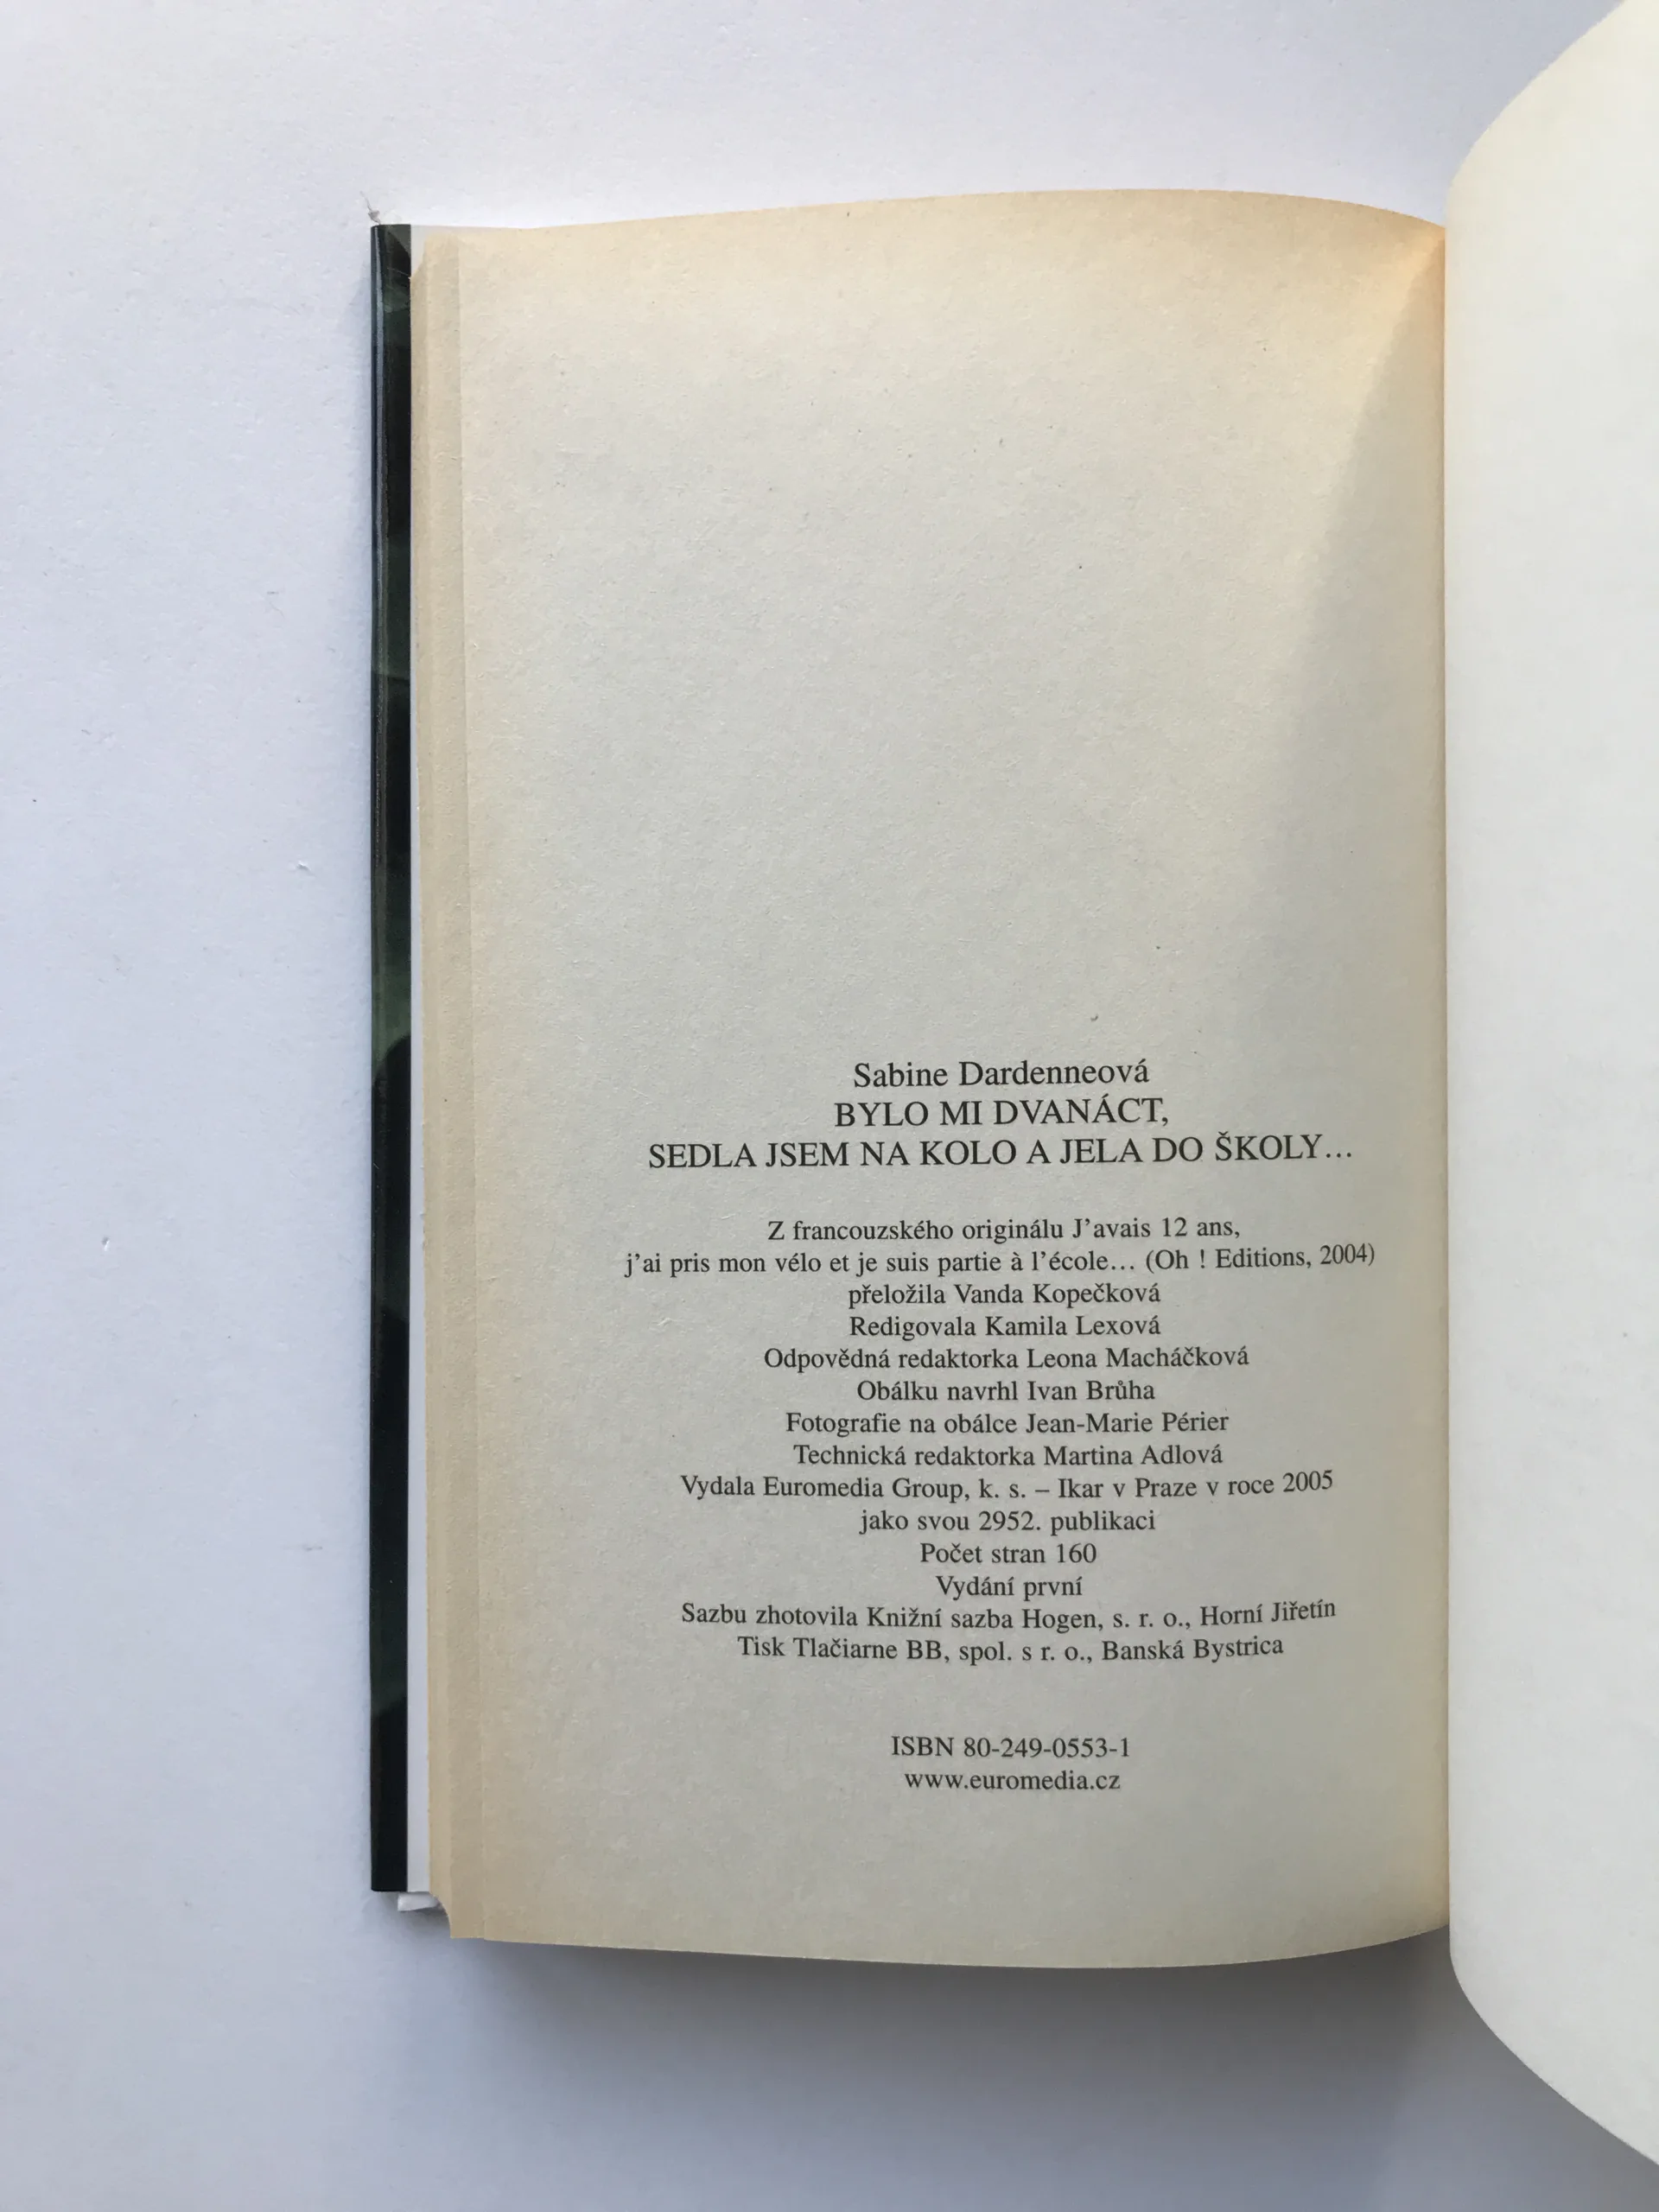 Sabine Dardenneová
BYLO MI DVANÁCT,
SEDLA JSEM NA KOLO A JELA DO ŠKOLY…
Z francouzského originálu J’avais 12 ans,
j’ai pris mon vélo et je suis partie à l’école… (Oh ! Editions, 2004)
přeložila Vanda Kopečková
Redigovala Kamila Lexová
Odpovědná redaktorka Leona Macháčková
Obálku navrhl Ivan Brůha
Fotografie na obálce Jean-Marie Périer
Technická redaktorka Martina Adlová
Vydala Euromedia Group, k. s. – Ikar v Praze v roce 2005
jako svou 2952. publikaci
Počet stran 160
Vydání první
Sazbu zhotovila Knižní sazba Hogen, s. r. o., Horní Jiřetín
Tisk Tlačiarne BB, spol. s r. o., Banská Bystrica
ISBN 80-249-0553-1
www.euromedia.cz